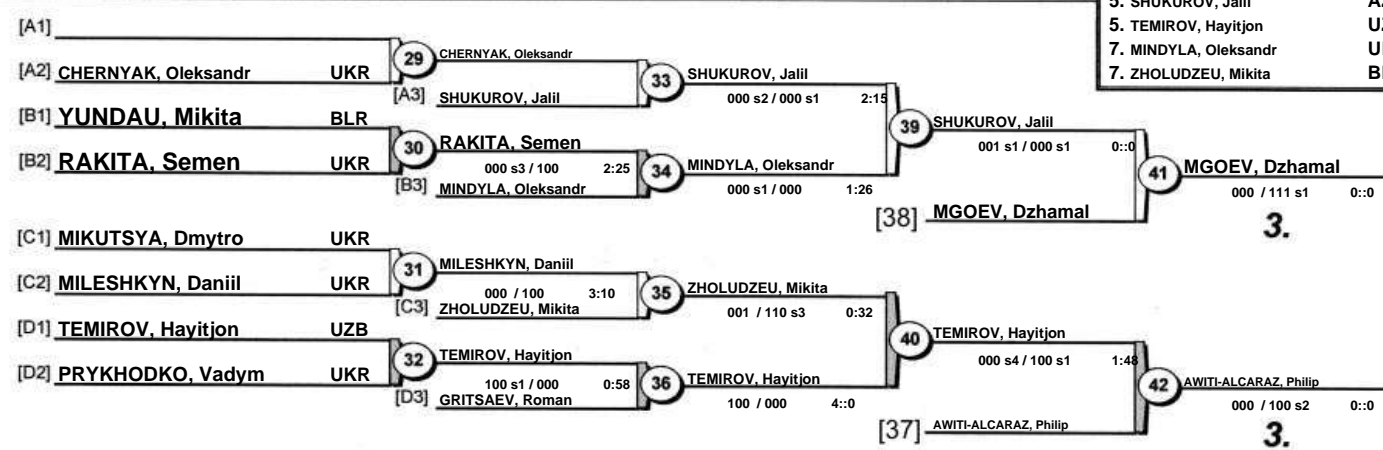 5. SHUKUROV, Jalil
5. TEMIROV, Hayitjon
7. MINDYLA, Oleksandr
7. ZHOLUDZEU, Mikita
[A1]
[A2] CHERNYAK, Oleksandr UKR
[B1] YUNDAU, Mikita BLR
[B2] RAKITA, Semen UKR
[C1] MIKUTSYA, Dmytro UKR
[C2] MILESHKYN, Daniil UKR
[D1] TEMIROV, Hayitjon UZB
[D2] PRYKHODKO, Vadym UKR
29
CHERNYAK, Oleksandr
[A3] SHUKUROV, Jalil
30
RAKITA, Semen
000 s3 / 100 2:25
[B3] MINDYLA, Oleksandr
31
MILESHKYN, Daniil
000 / 100 3:10
[C3] ZHOLUDZEU, Mikita
32
TEMIROV, Hayitjon
100 s1 / 000 0:58
[D3] GRITSAEV, Roman
33
SHUKUROV, Jalil
000 s2 / 000 s1 2:15
34
MINDYLA, Oleksandr
000 s1 / 000 1:26
35
ZHOLUDZEU, Mikita
001 / 110 s3 0:32
36
TEMIROV, Hayitjon
100 / 000 4::0
39
SHUKUROV, Jalil
001 s1 / 000 s1 0::0
[38] MGOEV, Dzhamal
40
TEMIROV, Hayitjon
000 s4 / 100 s1 1:48
[37] AWITI-ALCARAZ, Philip
41
MGOEV, Dzhamal
000 / 111 s1 0::0
3.
42
AWITI-ALCARAZ, Philip
000 / 100 s2 0::0
3.